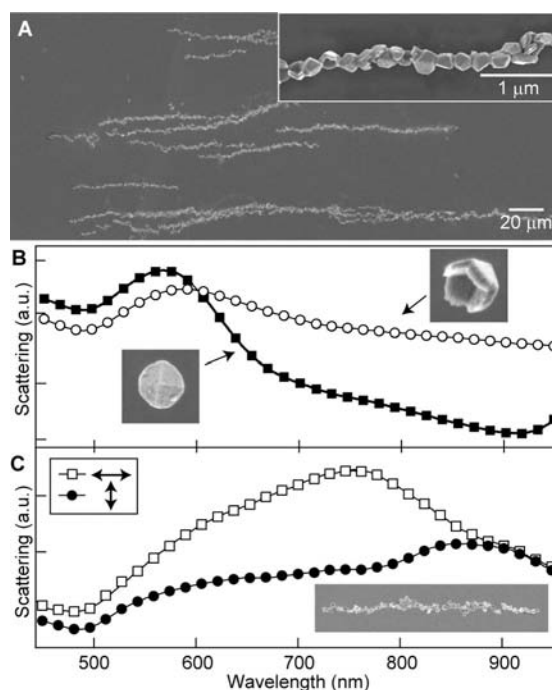 A
1 µm
20 µm
B
Scattering (a.u.)
C
Scattering (a.u.)
500 600 700 800 900
Wavelength (nm)